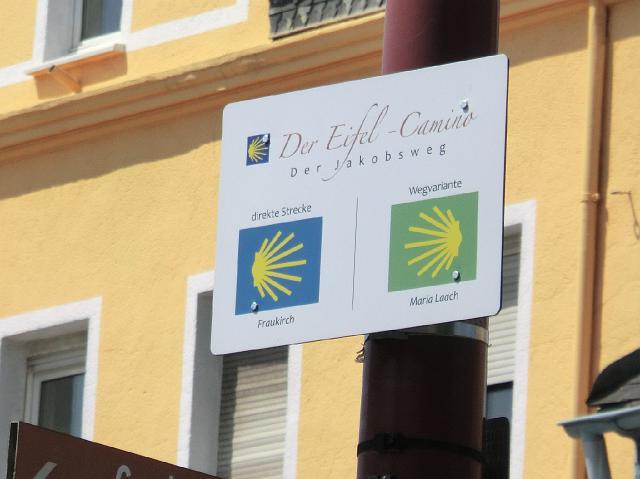 Der Eifel - Camino
Der Jakobsweg
direkte Strecke
Fraukirch
Wegvariante
Maria Laach